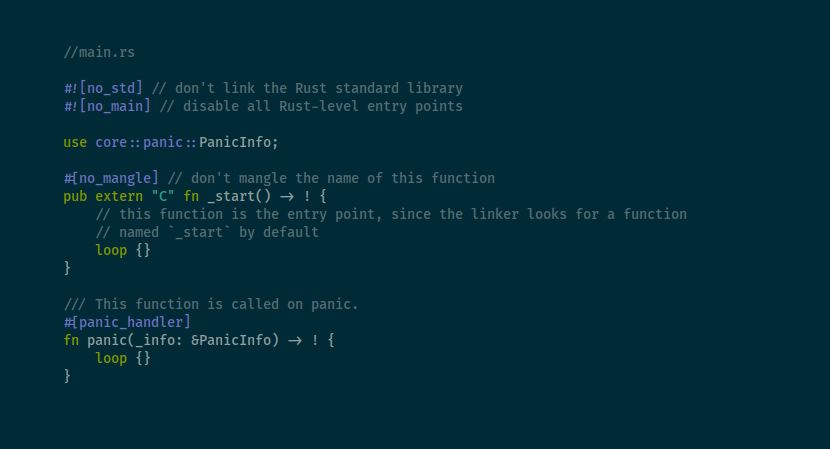 //main.rs
#![no_std] // don't link the Rust standard library
#![no_main] // disable all Rust-level entry points
use core::panic::PanicInfo;
#[no_mangle] // don't mangle the name of this function
pub extern "C" fn _start() -> ! {
    // this function is the entry point, since the linker looks for a function
    // named `_start` by default
    loop {}
}
/// This function is called on panic.
#[panic_handler]
fn panic(_info: &PanicInfo) -> ! {
    loop {}
}